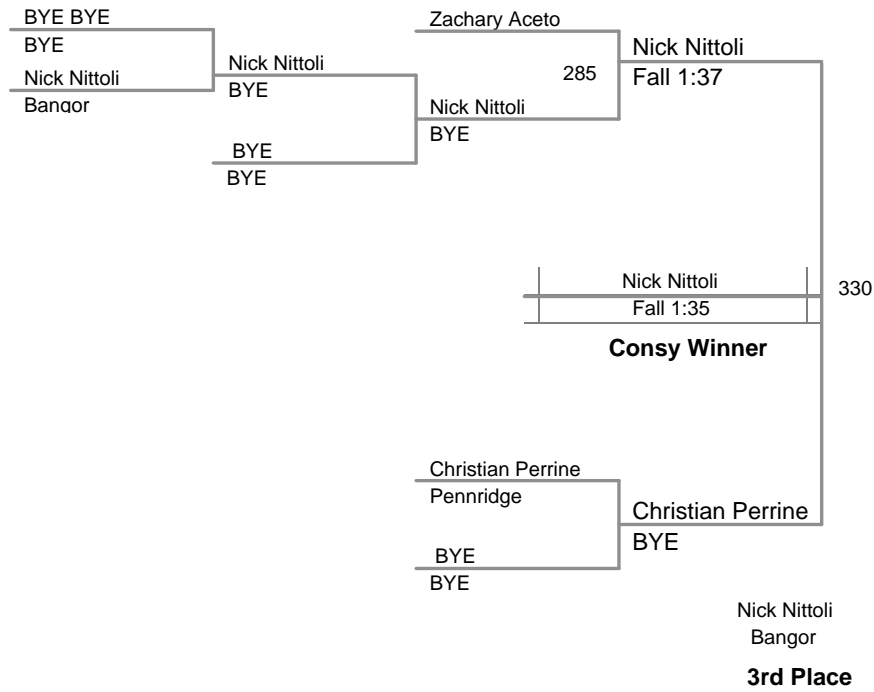 BYE BYE
BYE
Nick Nittoli
Bangor
Nick Nittoli
BYE
BYE
BYE
Zachary Aceto
Nick Nittoli
BYE
285
Nick Nittoli
Fall 1:37
Nick Nittoli
Fall 1:35
Consy Winner
330
Christian Perrine
Pennridge
BYE
BYE
Christian Perrine
BYE
Nick Nittoli
Bangor
3rd Place